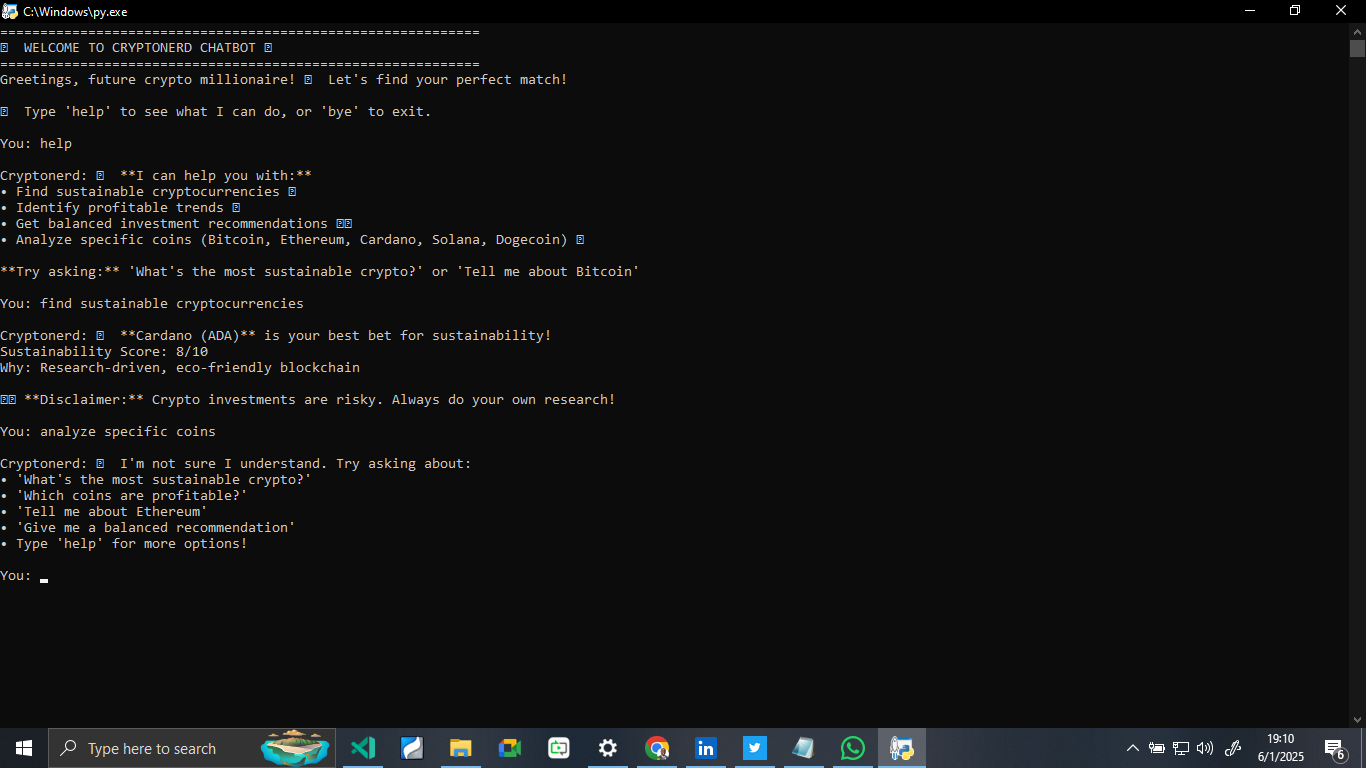 C:\Windows\py.exe
============================================================
WELCOME TO CRYPTONERD CHATBOT
============================================================
Greetings, future crypto millionaire! Let's find your perfect match!
Type 'help' to see what I can do, or 'bye' to exit.
You: help
Cryptonerd: **I can help you with:**
• Find sustainable cryptocurrencies
• Identify profitable trends
• Get balanced investment recommendations
• Analyze specific coins (Bitcoin, Ethereum, Cardano, Solana, Dogecoin)
**Try asking:** 'What's the most sustainable crypto?' or 'Tell me about Bitcoin'
You: find sustainable cryptocurrencies
Cryptonerd: **Cardano (ADA)** is your best bet for sustainability!
Sustainability Score: 8/10
Why: Research-driven, eco-friendly blockchain
**Disclaimer:** Crypto investments are risky. Always do your own research!
You: analyze specific coins
Cryptonerd: I'm not sure I understand. Try asking about:
• 'What's the most sustainable crypto?'
• 'Which coins are profitable?'
• 'Tell me about Ethereum'
• 'Give me a balanced recommendation'
• Type 'help' for more options!
You:
Type here to search
19:10
6/1/2025
6